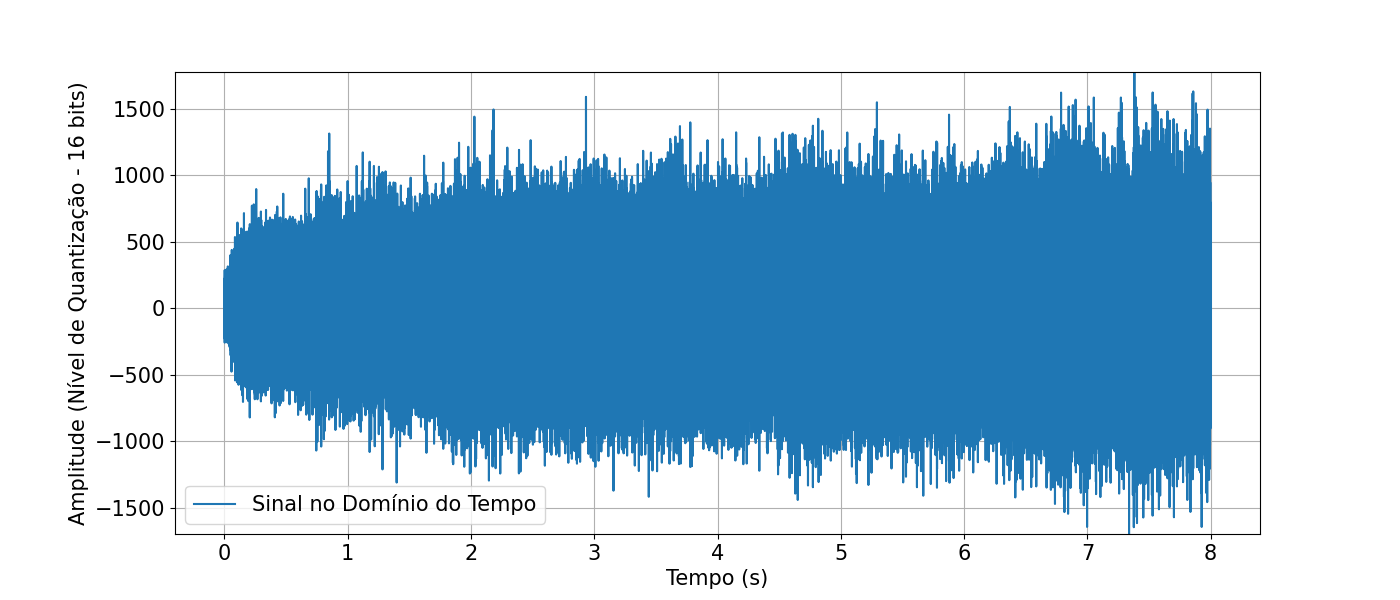 Amplitude (Nível de Quantização - 16 bits)
1500
1000
500
0
−500
−1000
−1500
Sinal no Domínio do Tempo
0 1 2 3 4 5 6 7 8
Tempo (s)